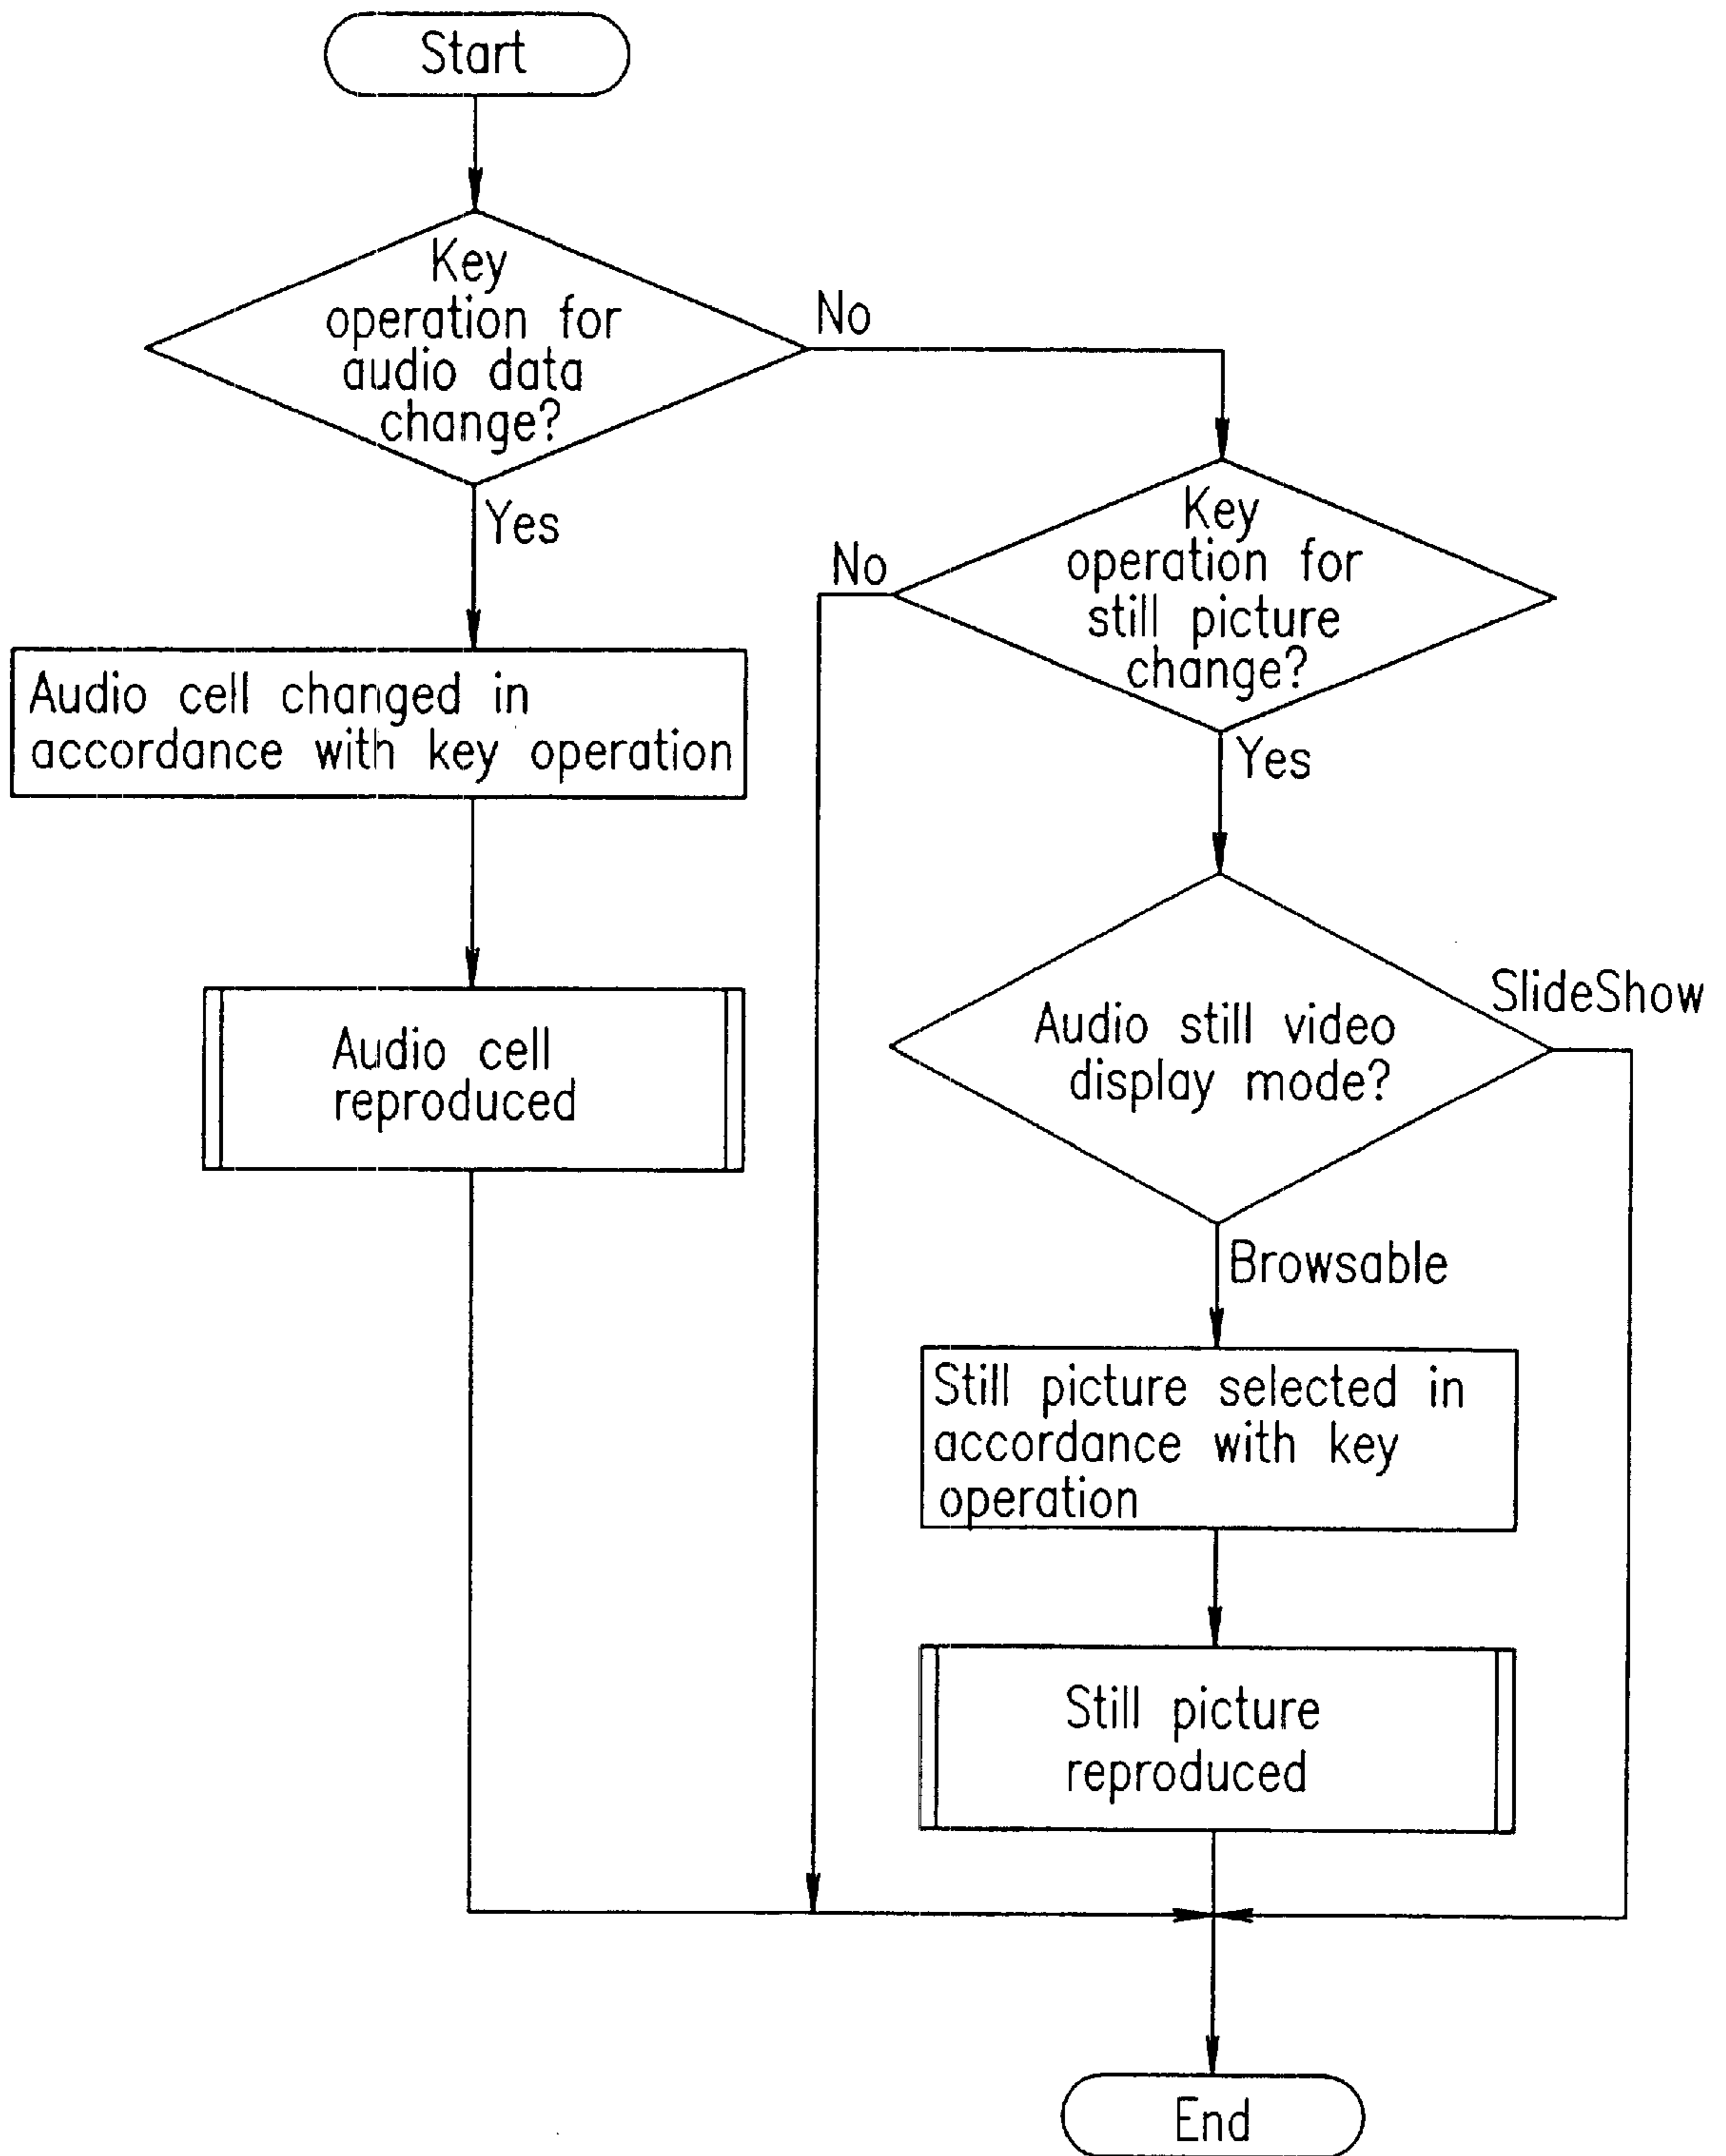 Start
Key
operation for
audio data
change?
No
Yes
Key
operation for
still picture
change?
No
Yes
Audio cell changed in
accordance with key operation
Audio still video
display mode?
SlideShow
Audio cell
reproduced
Browsable
Still picture selected in
accordance with key
operation
Still picture
reproduced
End